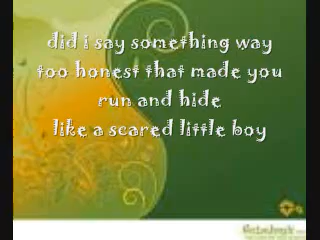 did i say something way
too honest that made you
run and hide
like a scared little boy